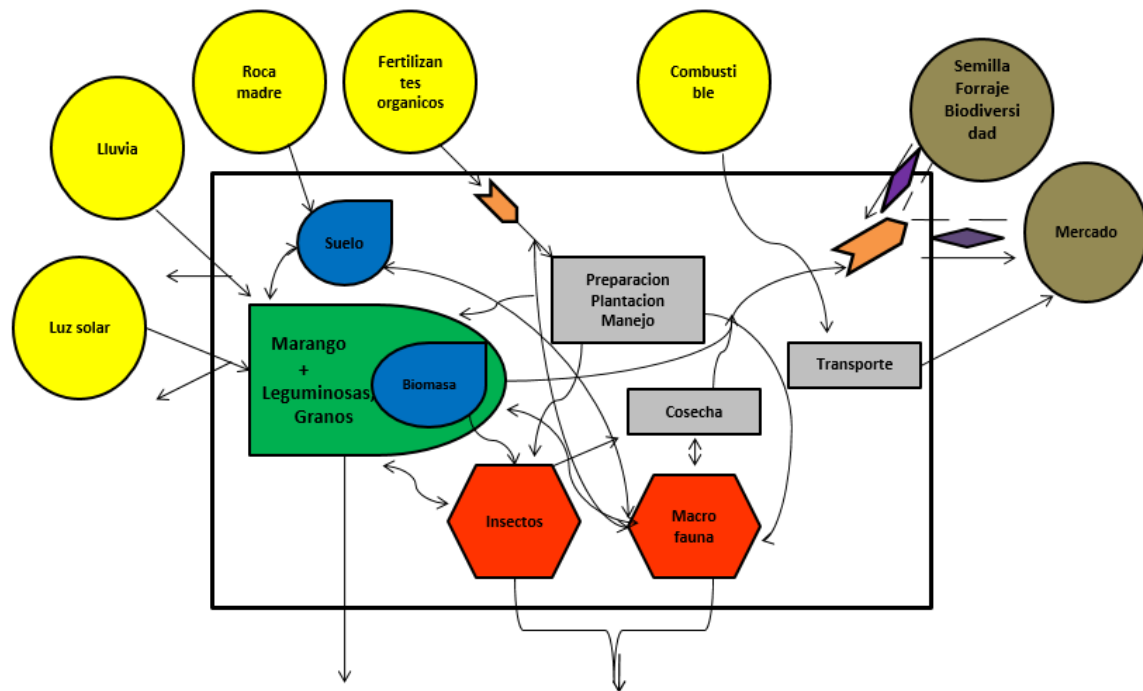 Roca
madre
Fertilizan
tes
organicos
Combusti
ble
Semilla
Forraje
Biodiversi
dad
Lluvia
Suelo
Mercado
Preparacion
Plantacion
Manejo
Luz solar
Marango
+
Leguminosas,
Granos
Biomasa
Transporte
Cosecha
Insectos
Macro
fauna